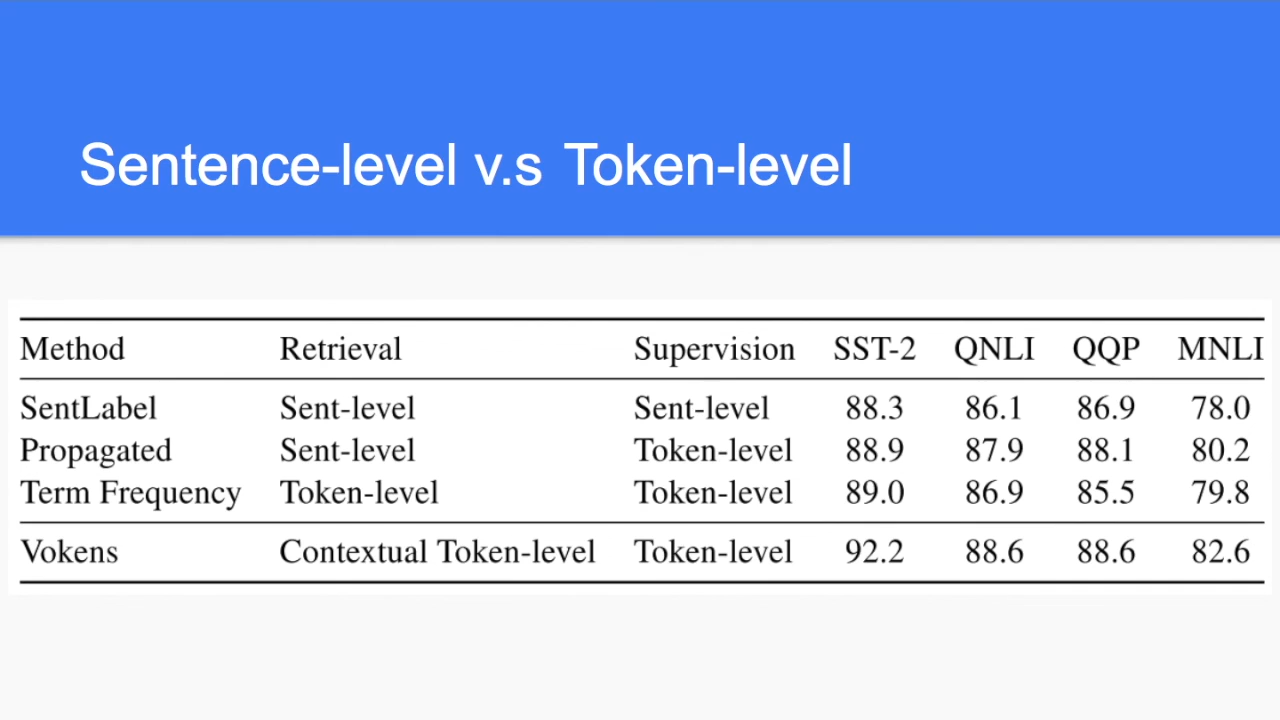 Sentence-level v.s Token-level
Method Retrieval Supervision SST-2 QNLI QQP MNLI
SentLabel Sent-level Sent-level 88.3 86.1 86.9 78.0
Propagated Sent-level Token-level 88.9 87.9 88.1 80.2
Term Frequency Token-level Token-level 89.0 86.9 85.5 79.8
Vokens Contextual Token-level Token-level 92.2 88.6 88.6 82.6